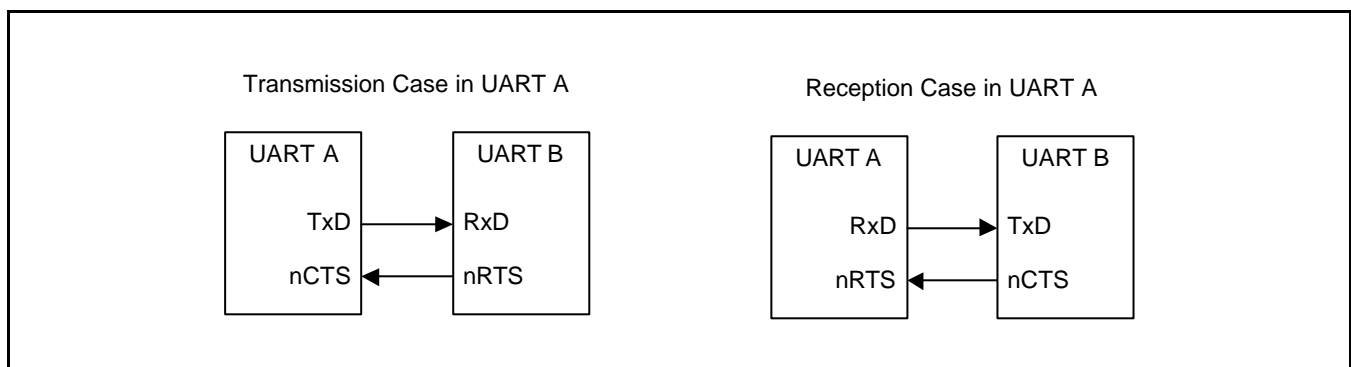 Transmission Case in UART A
UART A
UART B
TxD
RxD
nCTS
nRTS
Reception Case in UART A
UART A
UART B
RxD
TxD
nRTS
nCTS